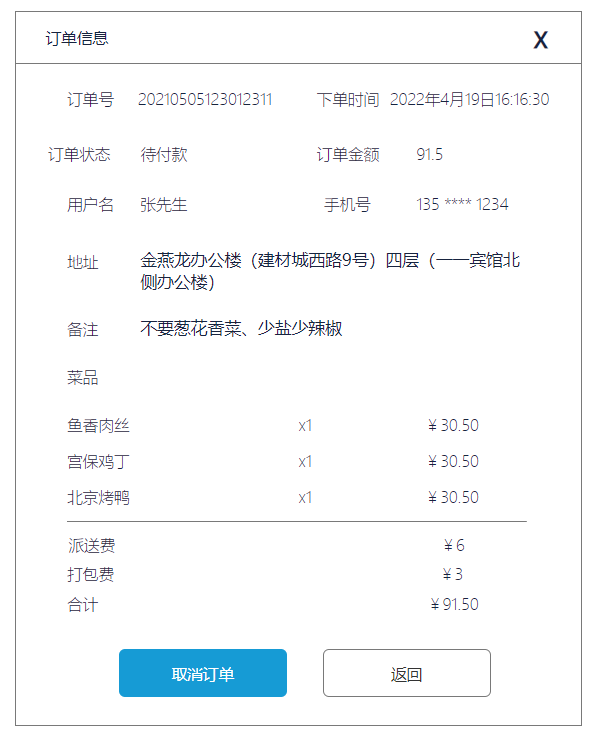 订单信息 X
订单号 20210505123012311 下单时间 2022年4月19日16:16:30
订单状态 待付款 订单金额 91.5
用户名 张先生 手机号 135 **** 1234
地址 金燕龙办公楼（建材城西路9号）四层（一一宾馆北
侧办公楼）
备注 不要葱花香菜、少盐少辣椒
菜品
鱼香肉丝 x1 ￥30.50
宫保鸡丁 x1 ￥30.50
北京烤鸭 x1 ￥30.50
派送费 ￥6
打包费 ￥3
合计 ￥91.50
取消订单 返回